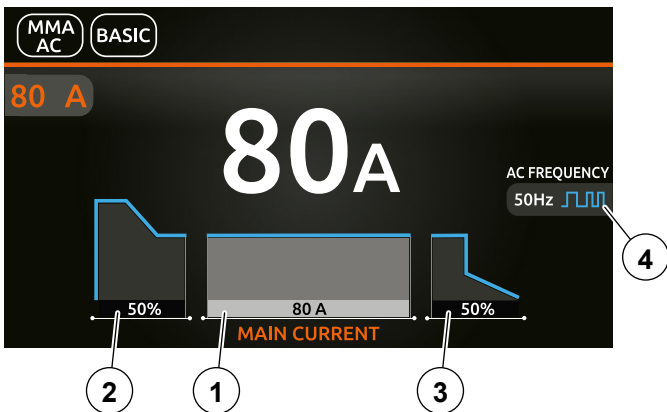 MMA
AC
BASIC
80 A
80A
AC FREQUENCY
50Hz
50%
80 A
50%
MAIN CURRENT
4
2
1
3